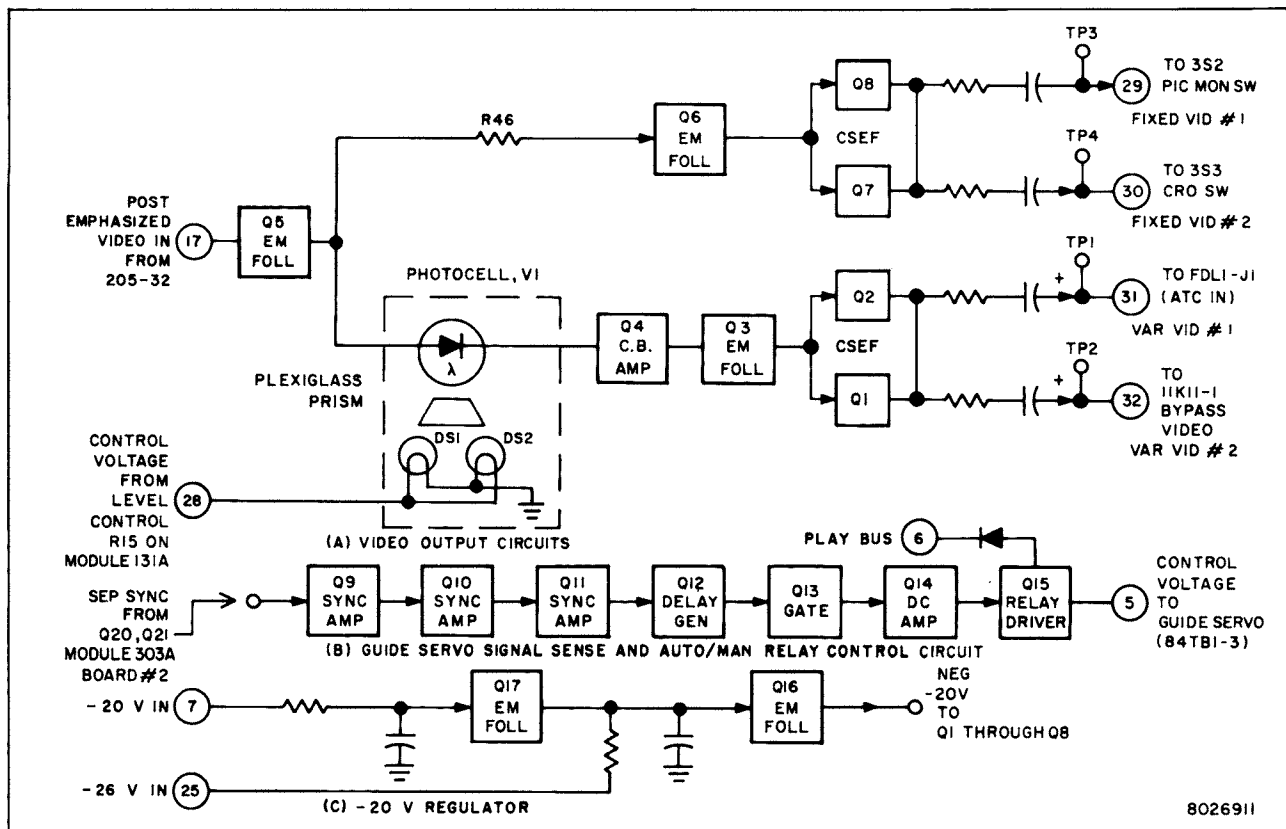 TP3
TO 3S2
PIC MON SW
29
FIXED VID #1
Q8
CSEF
Q7
R46
Q6
EM
FOLL
TP4
TO 3S3
CRO SW
30
FIXED VID #2
POST
EMPHASIZED
VIDEO IN
FROM
205-32
17
Q5
EM
FOLL
PHOTOCELL, V1
λ
PLEXIGLASS
PRISM
DS1
DS2
Q4
C.B.
AMP
Q3
EM
FOLL
Q2
CSEF
Q1
TP1
+
TO FDL1-J1
(ATC IN)
31
VAR VID #1
TP2
+
TO
11K11-1
BYPASS
VIDEO
32
VAR VID #2
CONTROL
VOLTAGE
FROM
LEVEL
CONTROL
R15 ON
MODULE 131A
28
(A) VIDEO OUTPUT CIRCUITS
PLAY BUS
6
SEP SYNC
FROM
Q20, Q21
MODULE 303A
BOARD #2
Q9
SYNC
AMP
Q10
SYNC
AMP
Q11
SYNC
AMP
Q12
DELAY
GEN
Q13
GATE
Q14
DC
AMP
Q15
RELAY
DRIVER
5
CONTROL
VOLTAGE
TO
GUIDE SERVO
(84TB1-3)
(B) GUIDE SERVO SIGNAL SENSE AND AUTO/MAN RELAY CONTROL CIRCUIT
-20 V IN
7
Q17
EM
FOLL
Q16
EM
FOLL
NEG
-20V
TO
Q1 THROUGH Q8
-26 V IN
25
(C) -20 V REGULATOR
8026911